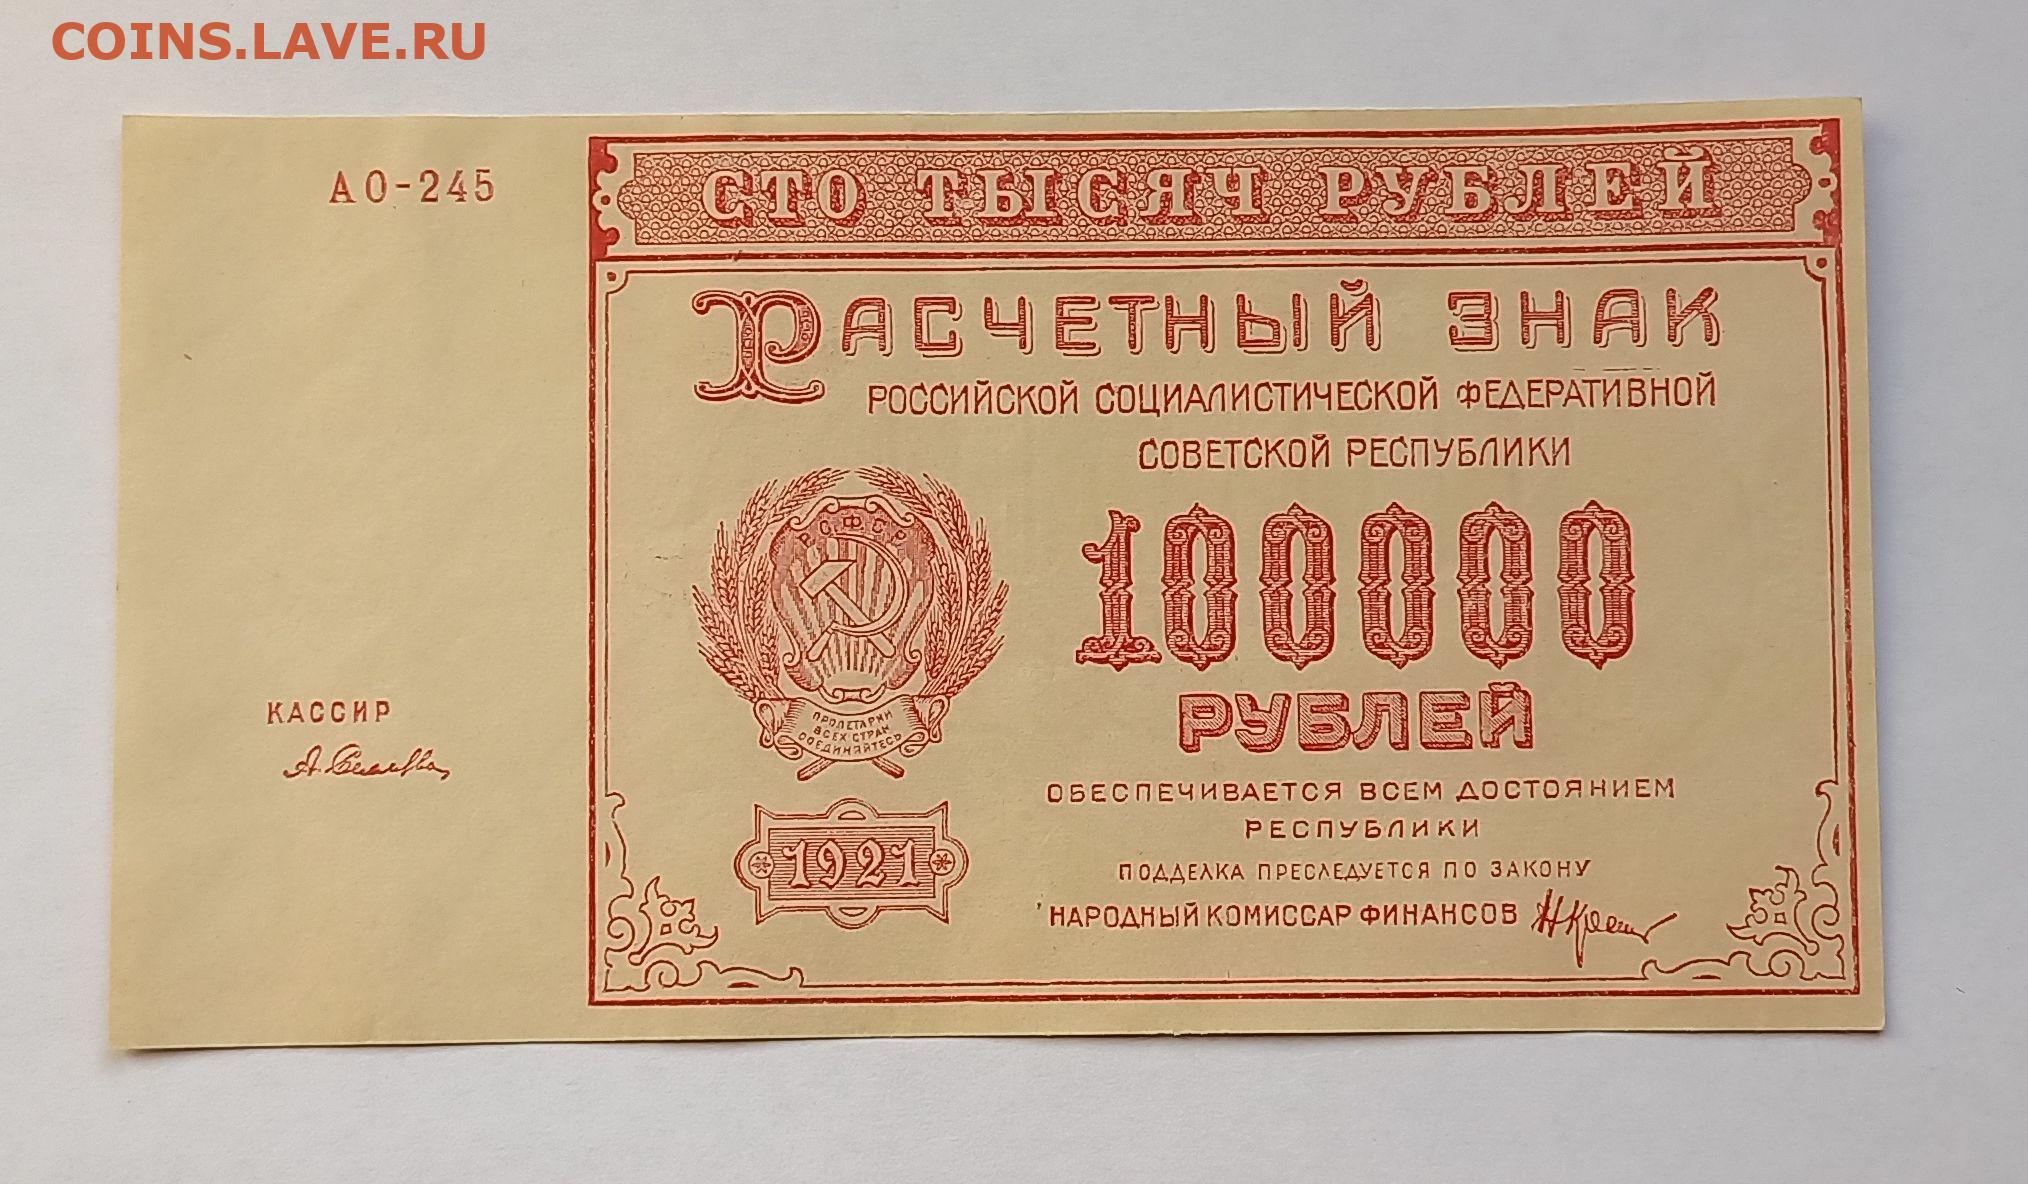 COINS.LAVE.RU
АО-245
СТО ТЫСЯЧ РУБЛЕЙ
РАСЧЕТНЫЙ ЗНАК
РОССИЙСКОЙ СОЦИАЛИСТИЧЕСКОЙ ФЕДЕРАТИВНОЙ
СОВЕТСКОЙ РЕСПУБЛИКИ
РСФСР
100000
РУБЛЕЙ
КАССИР
ПРОЛЕТАРИИ
ВСЕХ СТРАН
СОЕДИНЯЙТЕСЬ
ОБЕСПЕЧИВАЕТСЯ ВСЕМ ДОСТОЯНИЕМ
РЕСПУБЛИКИ
1921
ПОДДЕЛКА ПРЕСЛЕДУЕТСЯ ПО ЗАКОНУ
НАРОДНЫЙ КОМИССАР ФИНАНСОВ